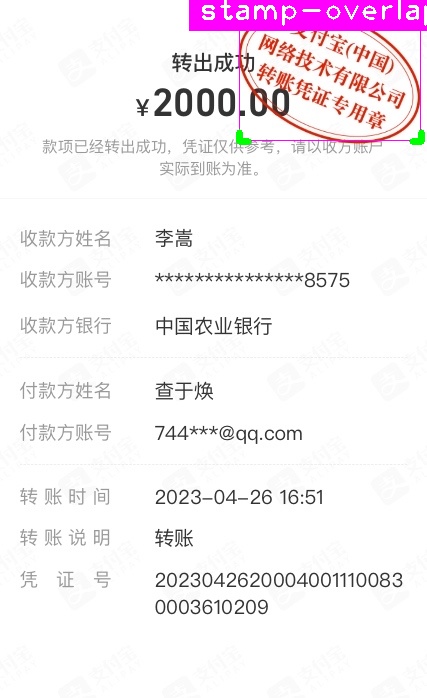 stamp-overlap
支付宝(中国)
网络技术有限公司
转账凭证专用章
转出成功
¥2000.00
款项已经转出成功，凭证仅供参考，请以收方账户
实际到账为准。
收款方姓名 李嵩
收款方账号 ***************8575
收款方银行 中国农业银行
付款方姓名 查于焕
付款方账号 744***@qq.com
转账时间 2023-04-26 16:51
转账说明 转账
凭证号 2023042620004001110083
0003610209